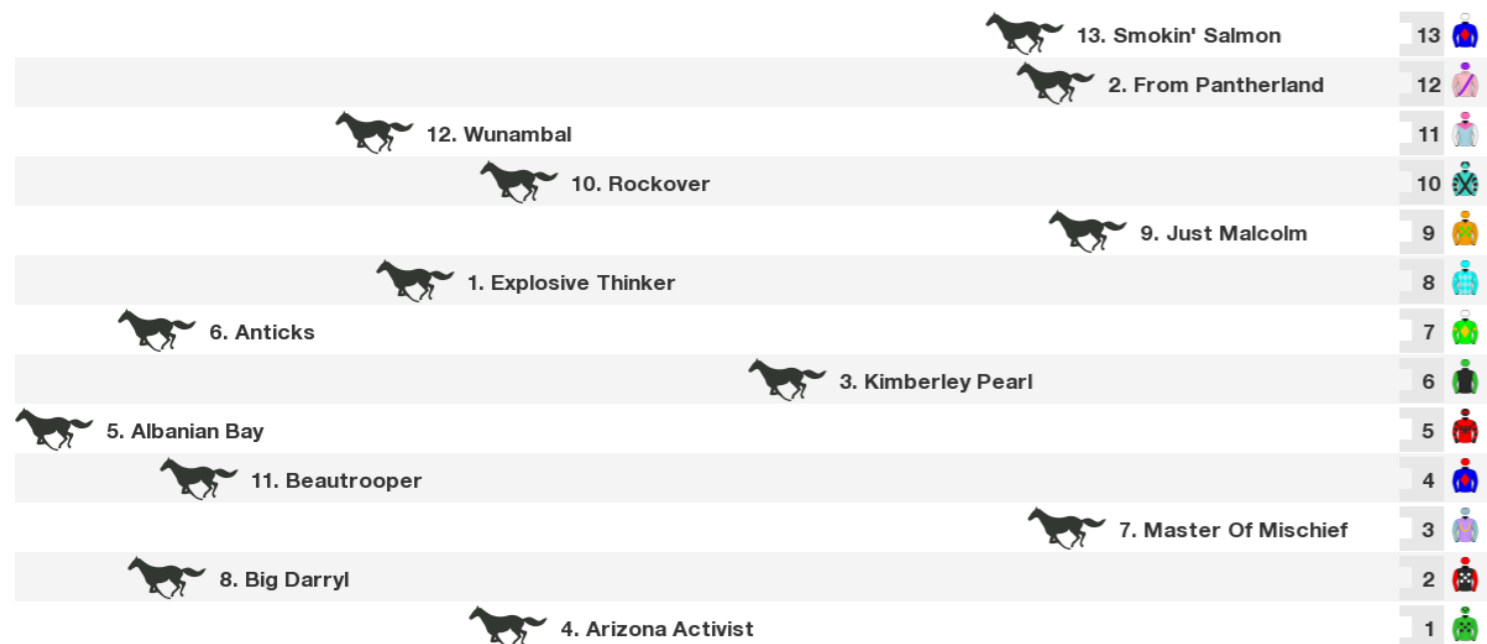 13. Smokin' Salmon 13
2. From Pantherland 12
12. Wunambal 11
10. Rockover 10
9. Just Malcolm 9
1. Explosive Thinker 8
6. Anticks 7
3. Kimberley Pearl 6
5. Albanian Bay 5
11. Beautrooper 4
7. Master Of Mischief 3
8. Big Darryl 2
4. Arizona Activist 1